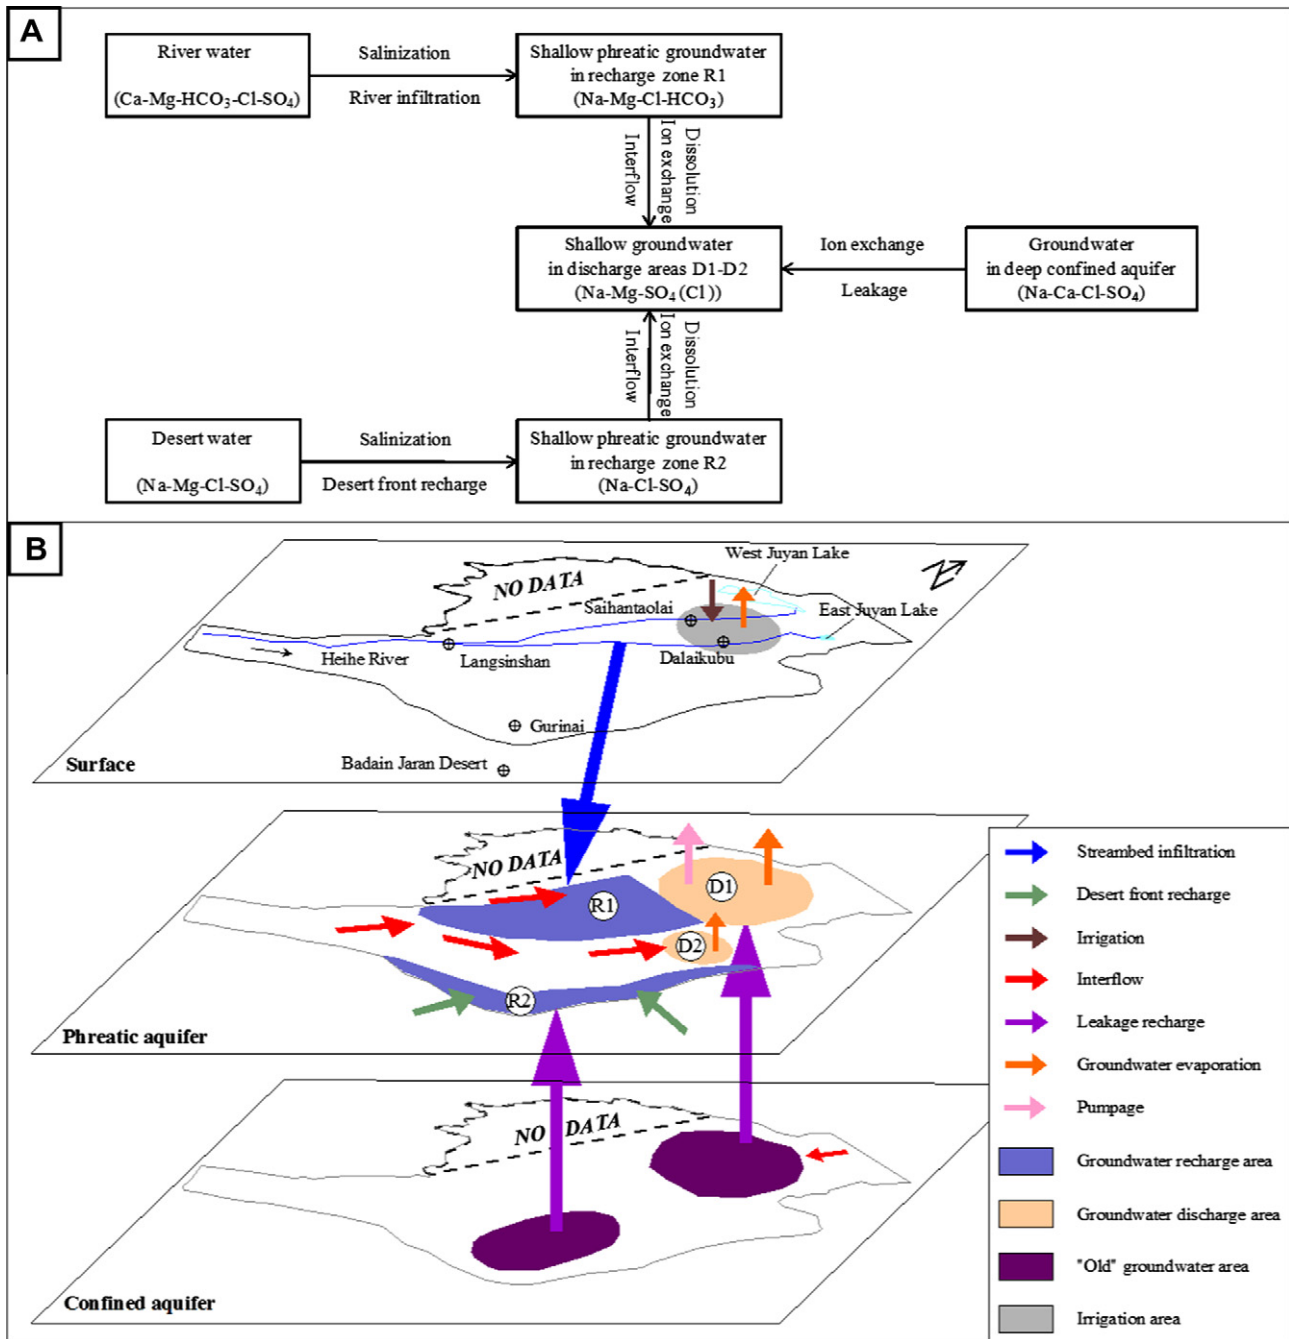 A
River water
(Ca-Mg-HCO₃-Cl-SO₄)
Salinization
River infiltration
Shallow phreatic groundwater
in recharge zone R1
(Na-Mg-Cl-HCO₃)
Interflow
Ion exchange
Dissolution
Shallow groundwater
in discharge areas D1-D2
(Na-Mg-SO₄(Cl))
Ion exchange
Leakage
Groundwater
in deep confined aquifer
(Na-Ca-Cl-SO₄)
Interflow
Ion exchange
Dissolution
Desert water
(Na-Mg-Cl-SO₄)
Salinization
Desert front recharge
Shallow phreatic groundwater
in recharge zone R2
(Na-Cl-SO₄)
B
West Juyan Lake
N
NO DATA
Saihantaolai
East Juyan Lake
Heihe River
Langsinshan
Dalaikubu
Gurinai
Badain Jaran Desert
Surface
NO DATA
D1
R1
D2
R2
Phreatic aquifer
NO DATA
Confined aquifer
Streambed infiltration
Desert front recharge
Irrigation
Interflow
Leakage recharge
Groundwater evaporation
Pumpage
Groundwater recharge area
Groundwater discharge area
"Old" groundwater area
Irrigation area